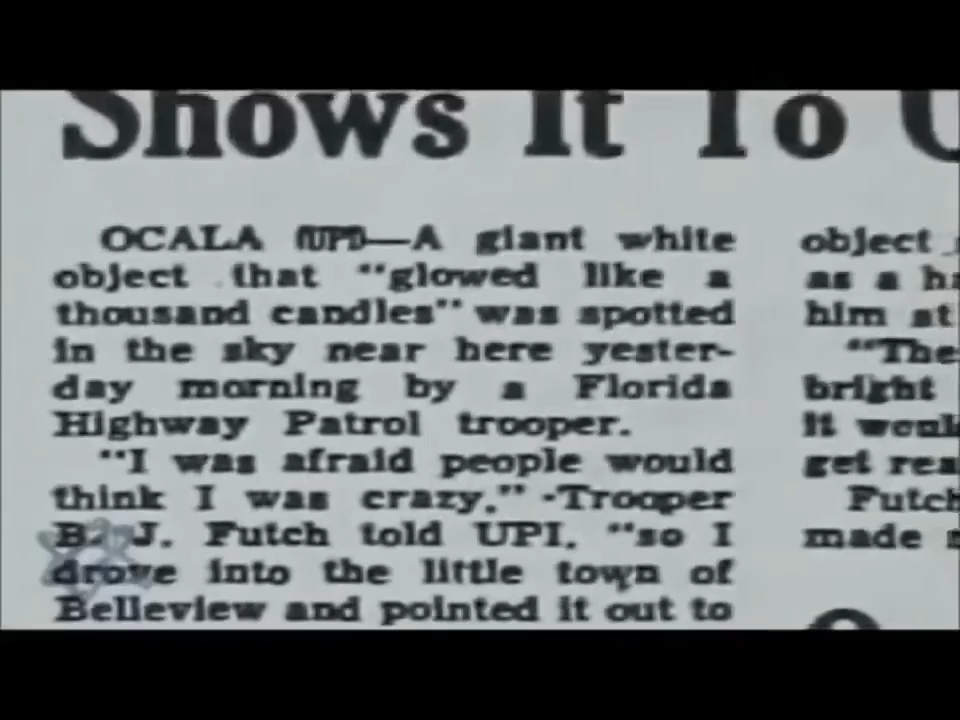 Shows It To
OCALA (UPI)—A giant white
object that "glowed like a
thousand candles" was spotted
in the sky near here yester-
day morning by a Florida
Highway Patrol trooper.
"I was afraid people would
think I was crazy," -Trooper
B. J. Futch told UPI, "so I
drove into the little town of
Belleview and pointed it out to
object
as a
him at
"The
bright
it
get
Futch
made